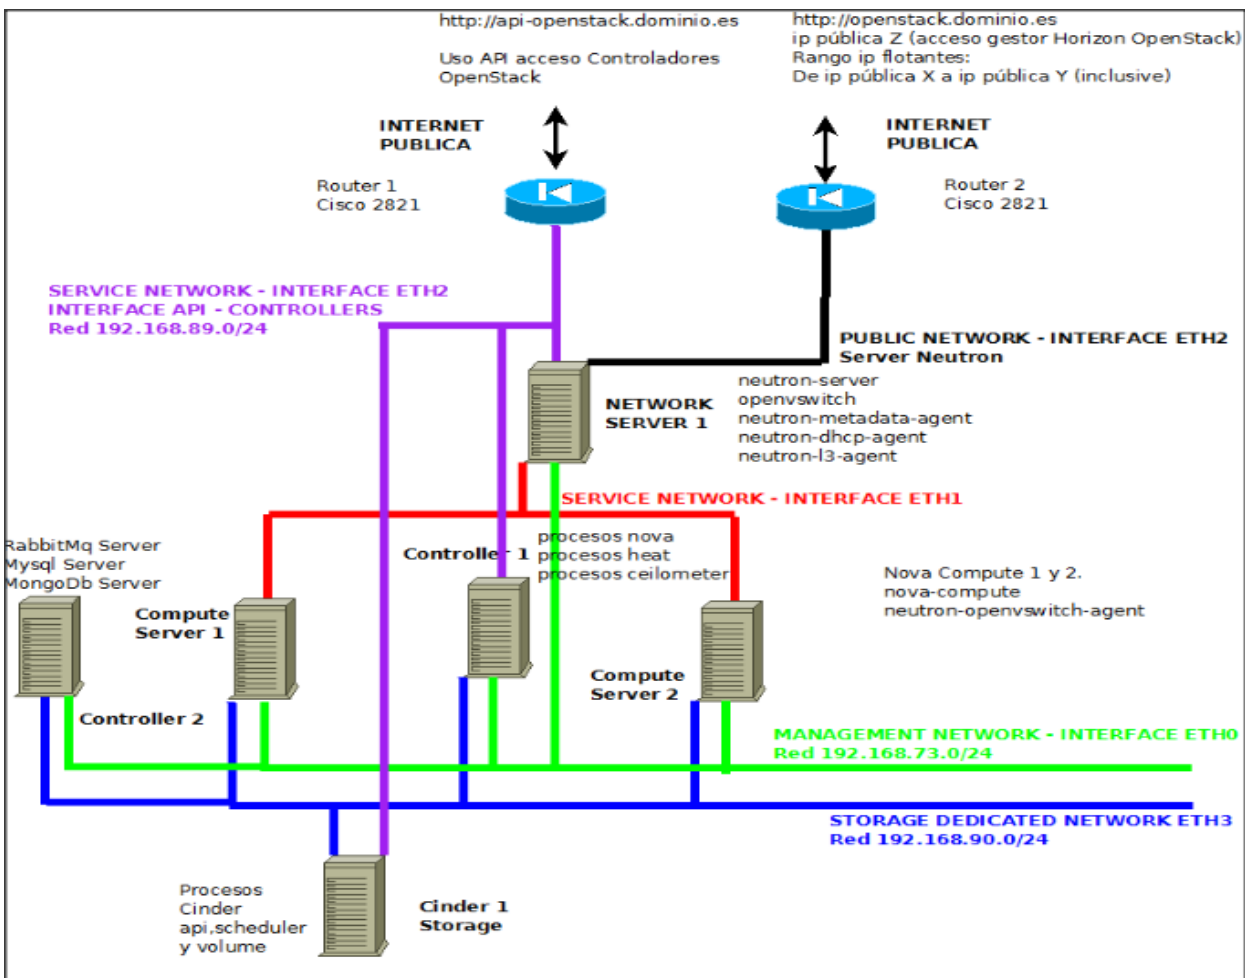 http://api-openstack.dominio.es
Uso API acceso Controladores
OpenStack
http://openstack.dominio.es
ip pública Z (acceso gestor Horizon OpenStack)
Rango ip flotantes:
De ip pública X a ip pública Y (inclusive)
INTERNET
PUBLICA
INTERNET
PUBLICA
Router 1
Cisco 2821
Router 2
Cisco 2821
SERVICE NETWORK - INTERFACE ETH2
INTERFACE API - CONTROLLERS
Red 192.168.89.0/24
PUBLIC NETWORK - INTERFACE ETH2
Server Neutron
NETWORK
SERVER 1
neutron-server
openvswitch
neutron-metadata-agent
neutron-dhcp-agent
neutron-l3-agent
SERVICE NETWORK - INTERFACE ETH1
RabbitMq Server
Mysql Server
MongoDb Server
Controller 1
procesos nova
procesos heat
procesos ceilometer
Nova Compute 1 y 2.
nova-compute
neutron-openvswitch-agent
Compute
Server 1
Compute
Server 2
Controller 2
MANAGEMENT NETWORK - INTERFACE ETH0
Red 192.168.73.0/24
STORAGE DEDICATED NETWORK ETH3
Red 192.168.90.0/24
Procesos
Cinder
api,scheduler
y volume
Cinder 1
Storage